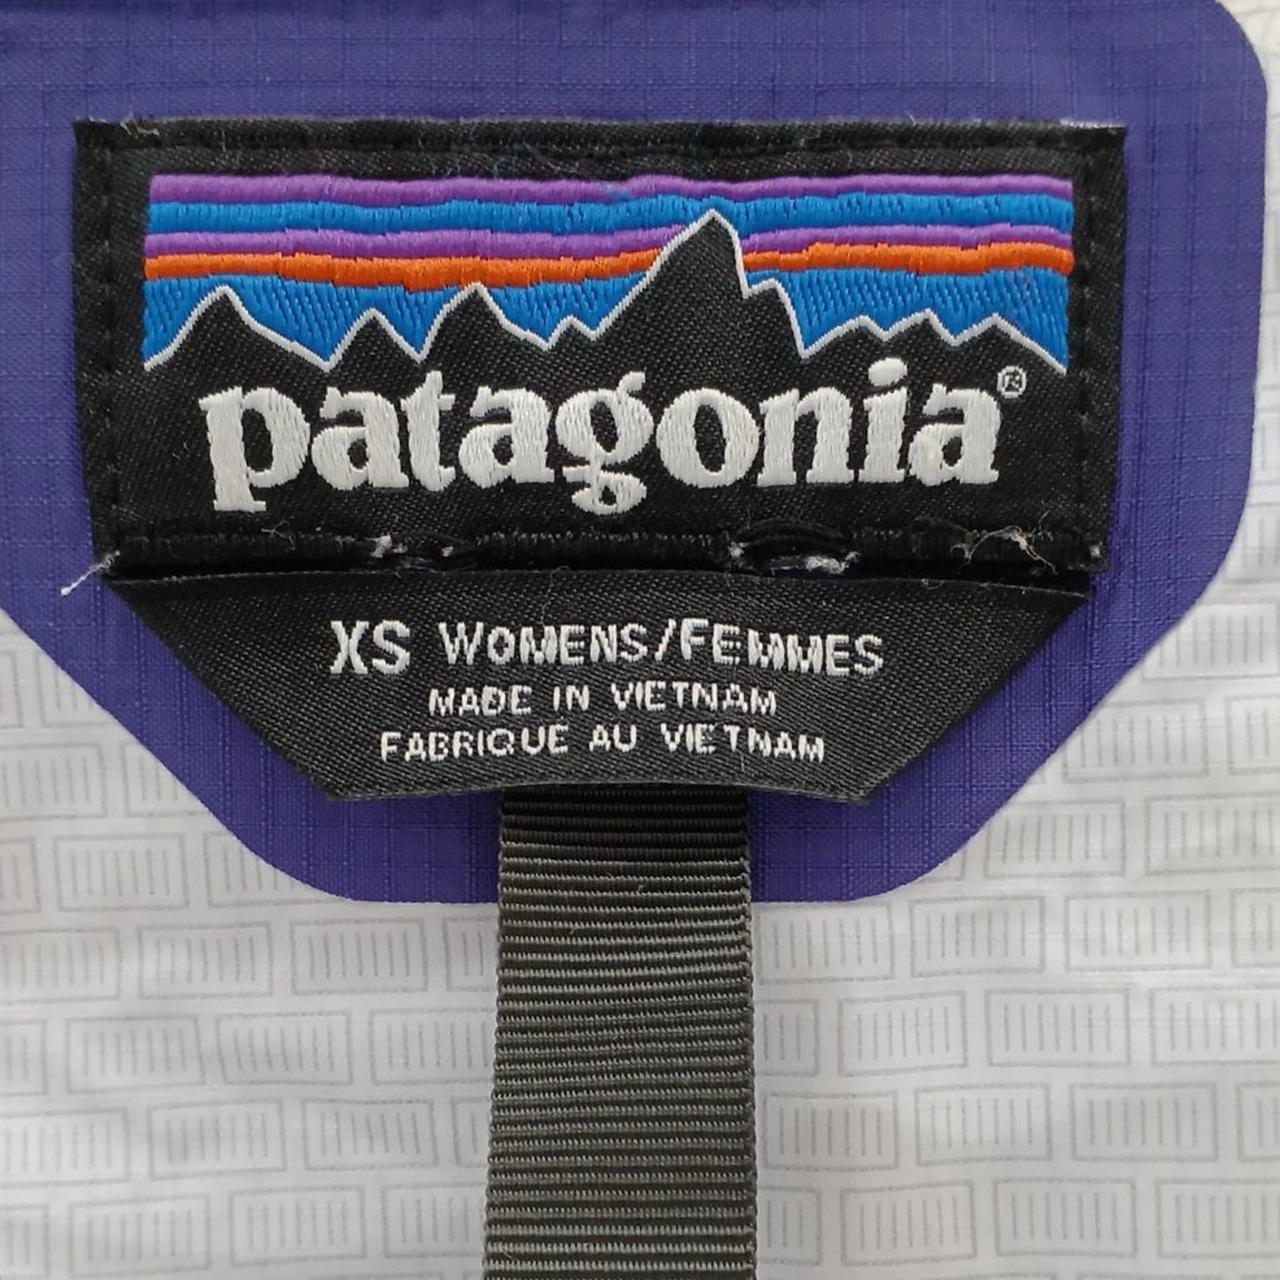 patagonia®
XS WOMENS/FEMMES
MADE IN VIETNAM
FABRIQUE AU VIETNAM